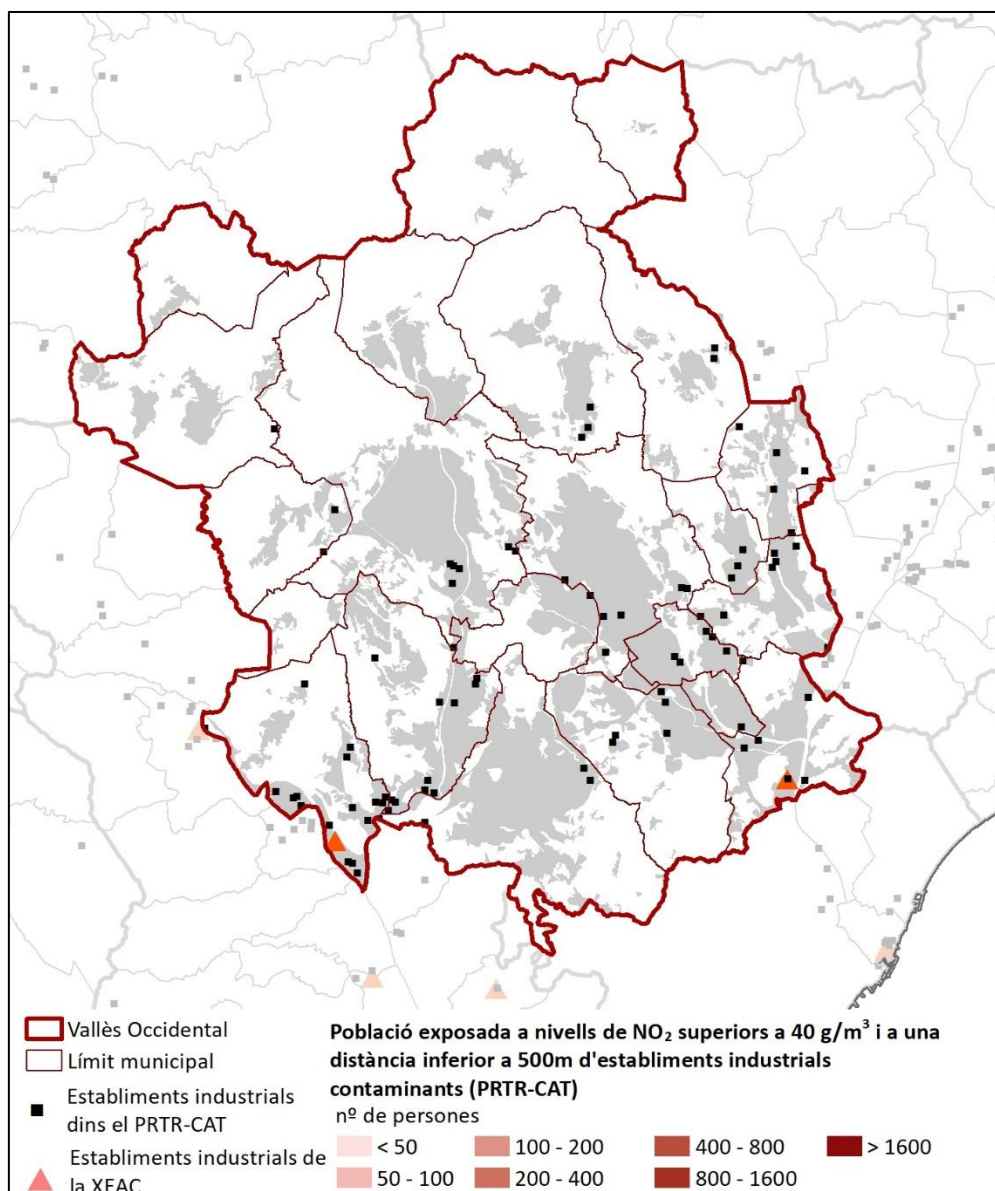 Vallès Occidental
Límit municipal
Establiments industrials
dins el PRTR-CAT
Establiments industrials de
la XEAC
Població exposada a nivells de NO₂ superiors a 40 g/m³ i a una
distància inferior a 500m d'establiments industrials
contaminants (PRTR-CAT)
nº de persones
< 50
50 - 100
100 - 200
200 - 400
400 - 800
800 - 1600
> 1600